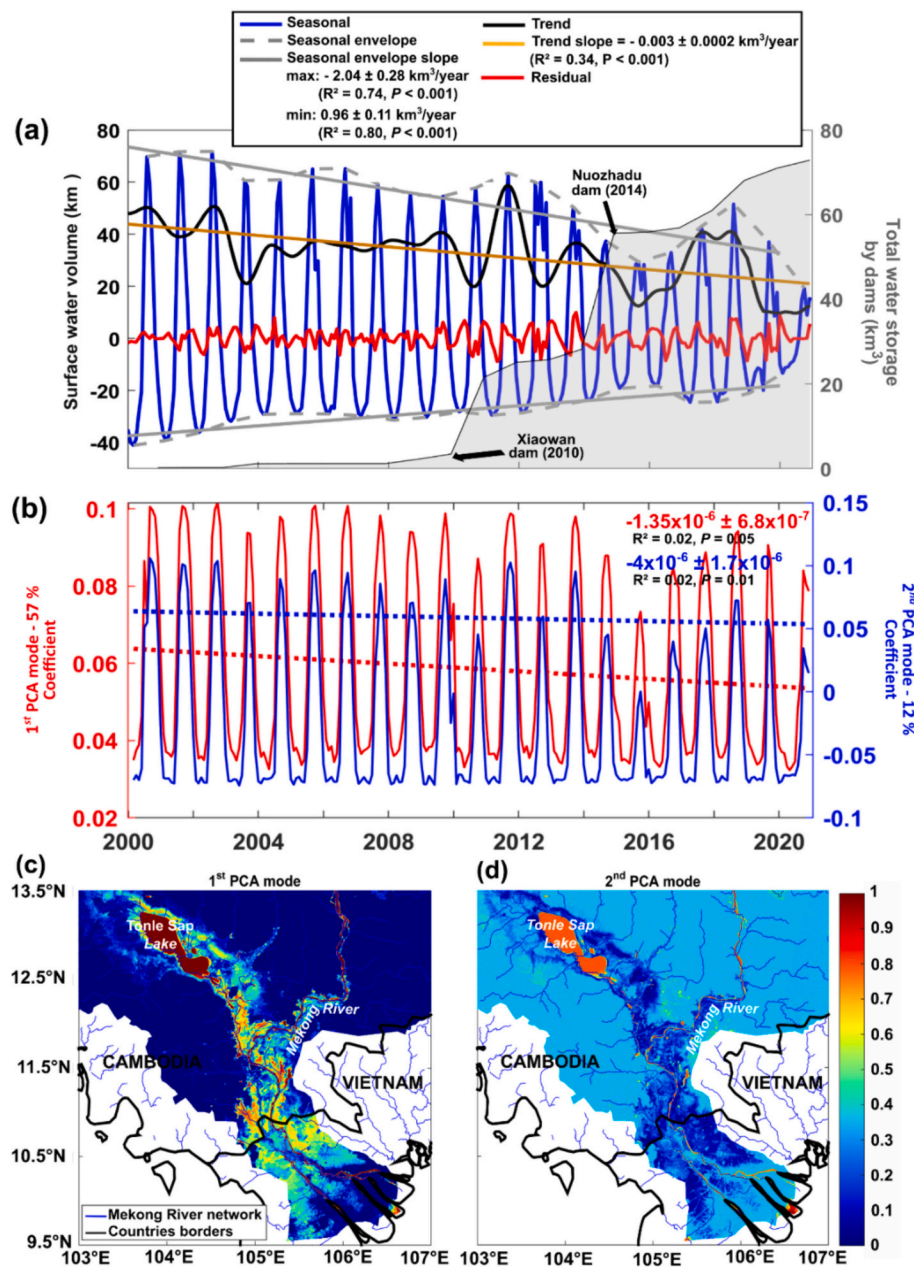 Seasonal
Seasonal envelope
Seasonal envelope slope
max: - 2.04 ± 0.28 km³/year
(R² = 0.74, P < 0.001)
min: 0.96 ± 0.11 km³/year
(R² = 0.80, P < 0.001)
Trend
Trend slope = - 0.003 ± 0.0002 km³/year
(R² = 0.34, P < 0.001)
Residual
(a)
Surface water volume (km )
80
60
40
20
0
-20
-40
Nuozhadu
dam (2014)
Xiaowan
dam (2010)
80
60
40
20
0
Total water storage
by dams (km³)
(b)
1st PCA mode - 57 %
Coefficient
0.1
0.08
0.06
0.04
0.02
-1.35x10⁻⁶ ± 6.8x10⁻⁷
R² = 0.02, P = 0.05
-4x10⁻⁶ ± 1.7x10⁻⁶
R² = 0.02, P = 0.01
0.15
0.1
0.05
0
-0.05
-0.1
2nd PCA mode - 12 %
Coefficient
2000 2004 2008 2012 2016 2020
(c)
1st PCA mode
13.5°N
12.5°N
11.5°N
10.5°N
9.5°N
Tonle Sap
Lake
Mekong River
CAMBODIA
VIETNAM
Mekong River network
Countries borders
103°E 104°E 105°E 106°E 107°E
(d)
2nd PCA mode
Tonle Sap
Lake
Mekong River
CAMBODIA
VIETNAM
103°E 104°E 105°E 106°E 107°E
1
0.9
0.8
0.7
0.6
0.5
0.4
0.3
0.2
0.1
0